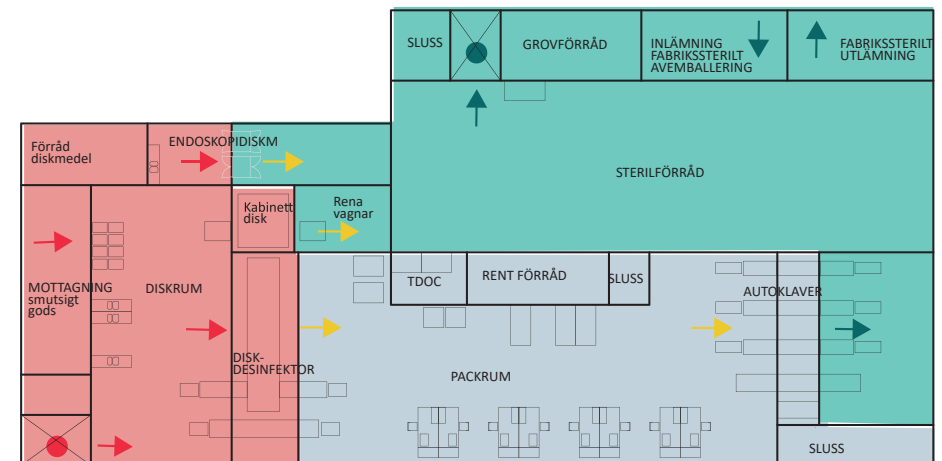 SLUSS
GROVFÖRRÅD
INLÄMNING
FABRIKSSTERILT
AVEMBALLERING
FABRIKSSTERILT
UTLÄMNING
Förråd
diskmedel
ENDOSKOPIDISKM
STERILFÖRRÅD
Kabinett
disk
Rena
vagnar
MOTTAGNING
smutsigt
gods
DISKRUM
TDOC
RENT FÖRRÅD
SLUSS
AUTOKLAVER
DISK-
DESINFEKTOR
PACKRUM
SLUSS